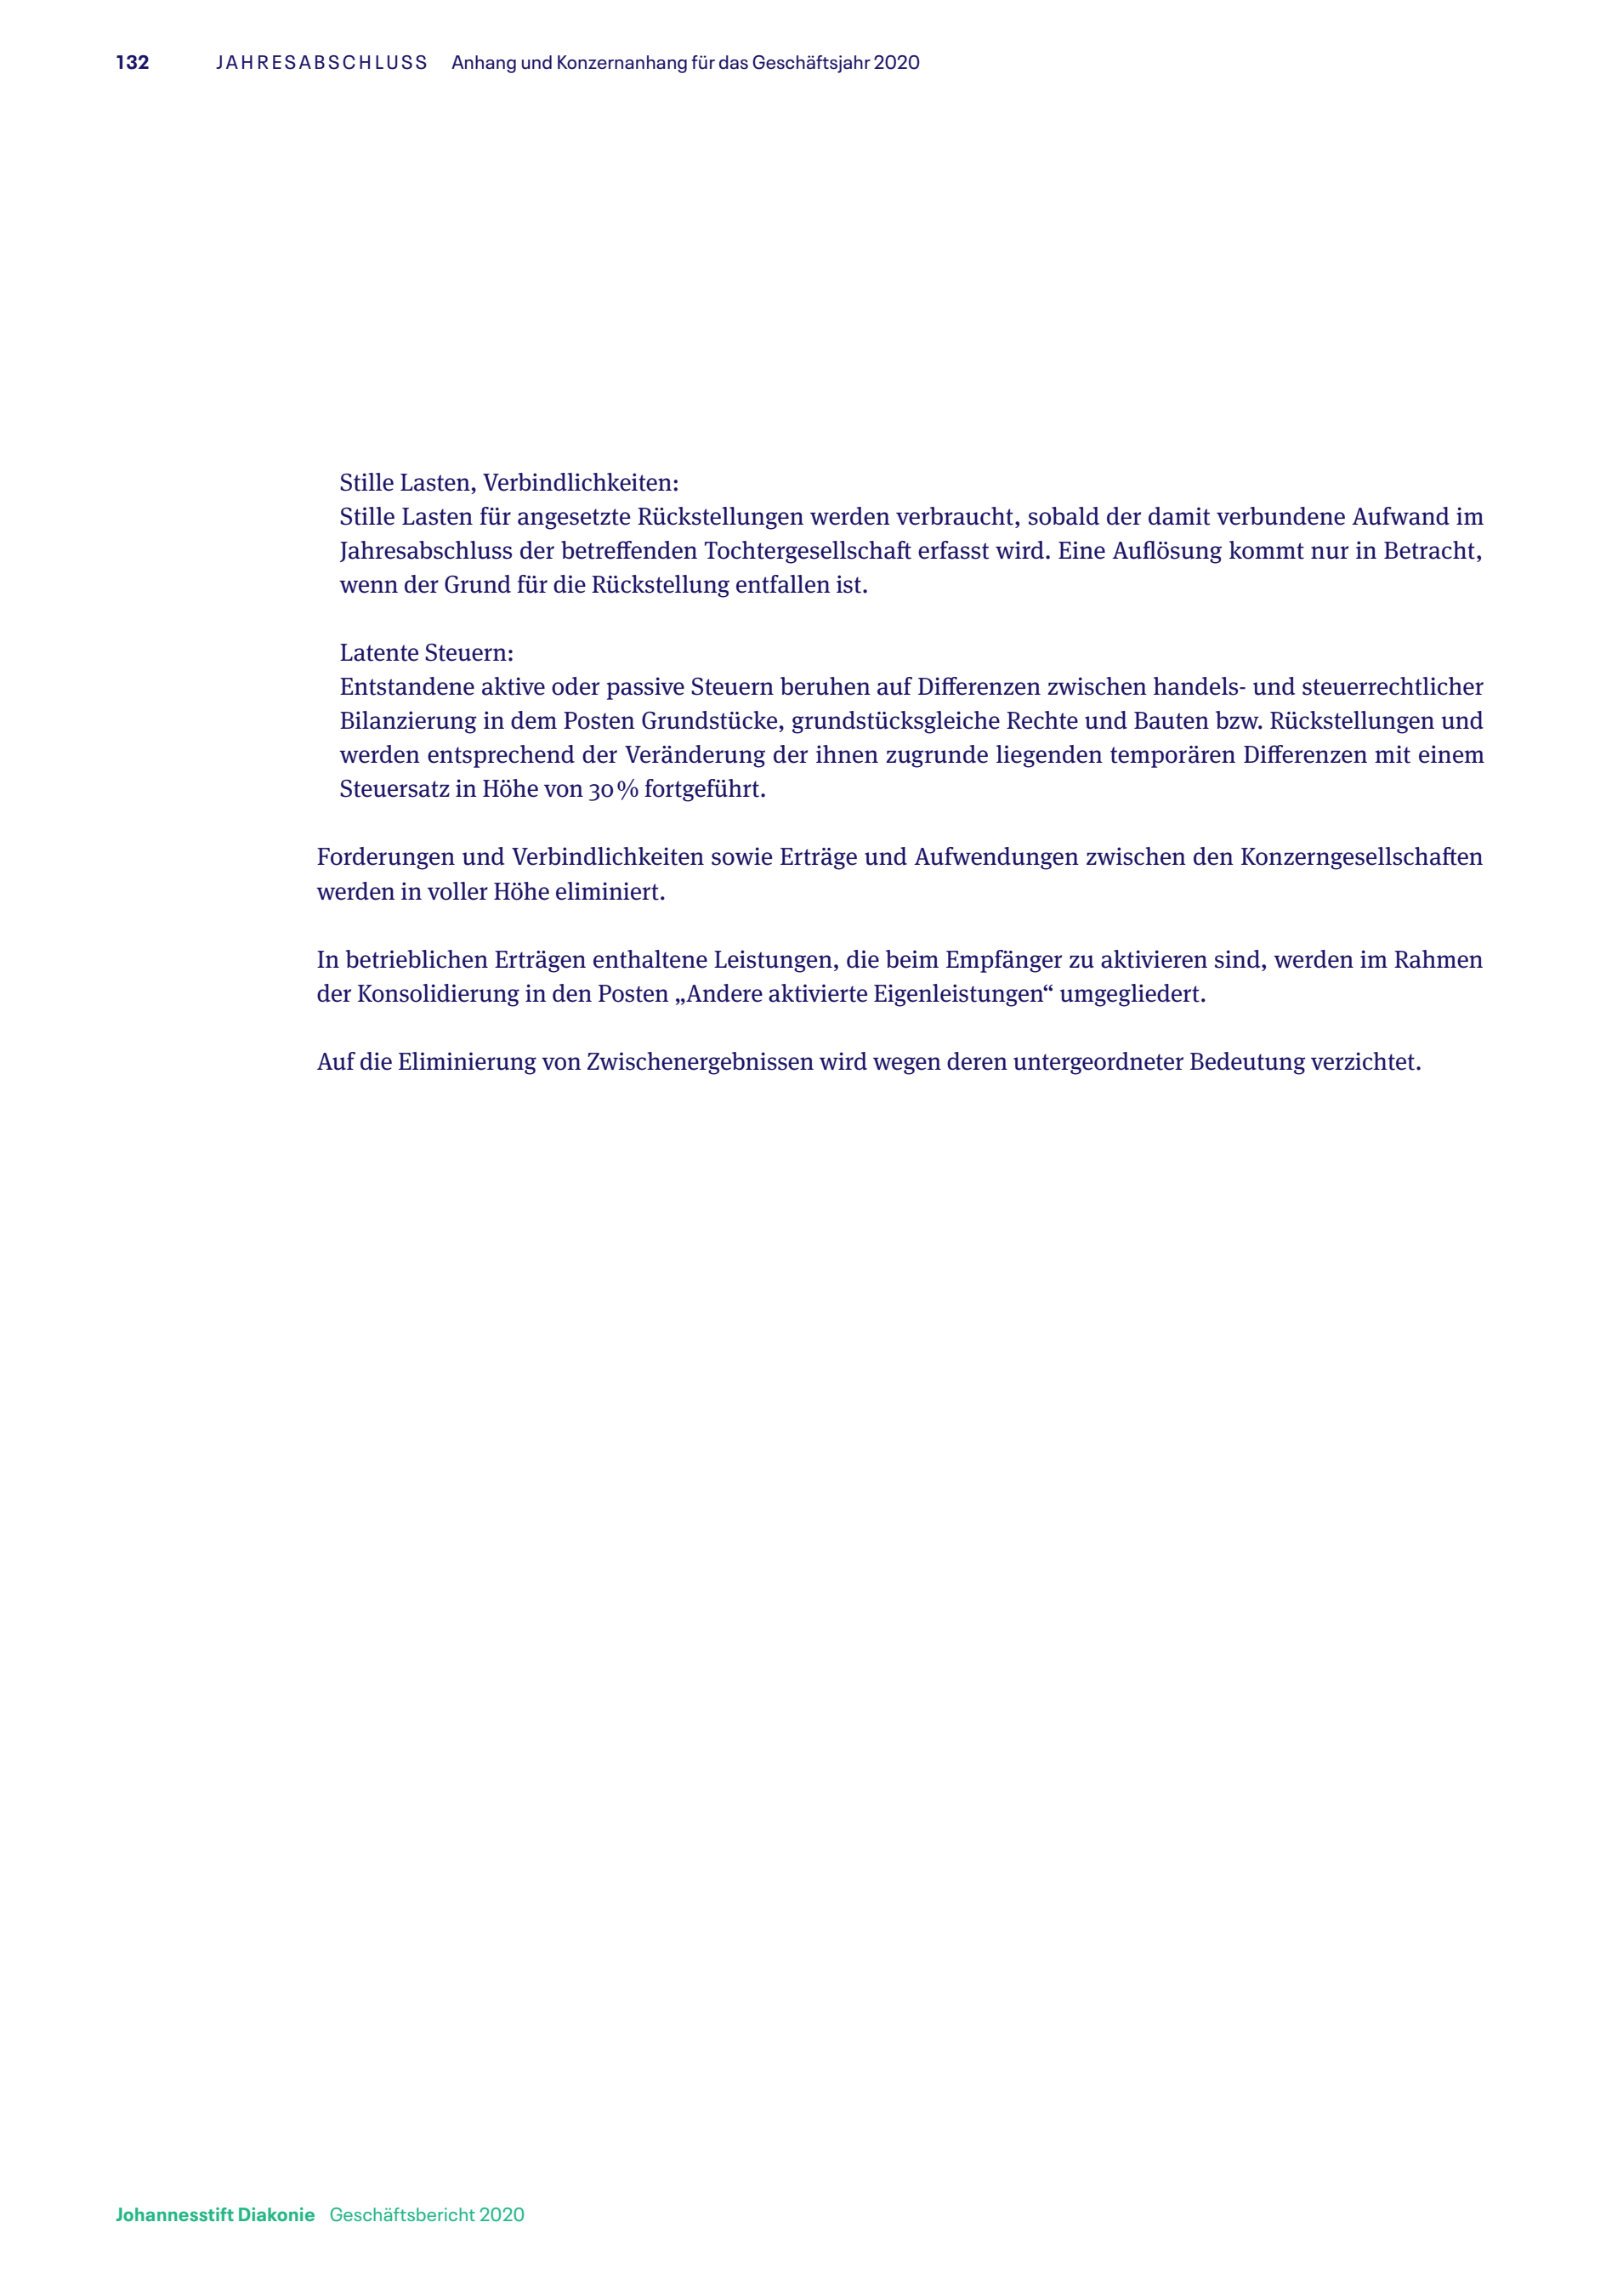 132 JAHRESABSCHLUSS Anhang und Konzernanhang für das Geschäftsjahr 2020
Stille Lasten, Verbindlichkeiten:
Stille Lasten für angesetzte Rückstellungen werden verbraucht, sobald der damit verbundene Aufwand im
Jahresabschluss der betreffenden Tochtergesellschaft erfasst wird. Eine Auflösung kommt nur in Betracht,
wenn der Grund für die Rückstellung entfallen ist.
Latente Steuern:
Entstandene aktive oder passive Steuern beruhen auf Differenzen zwischen handels- und steuerrechtlicher
Bilanzierung in dem Posten Grundstücke, grundstücksgleiche Rechte und Bauten bzw. Rückstellungen und
werden entsprechend der Veränderung der ihnen zugrunde liegenden temporären Differenzen mit einem
Steuersatz in Höhe von 30 % fortgeführt.
Forderungen und Verbindlichkeiten sowie Erträge und Aufwendungen zwischen den Konzerngesellschaften
werden in voller Höhe eliminiert.
In betrieblichen Erträgen enthaltene Leistungen, die beim Empfänger zu aktivieren sind, werden im Rahmen
der Konsolidierung in den Posten „Andere aktivierte Eigenleistungen“ umgegliedert.
Auf die Eliminierung von Zwischenergebnissen wird wegen deren untergeordneter Bedeutung verzichtet.
Johannesstift Diakonie Geschäftsbericht 2020